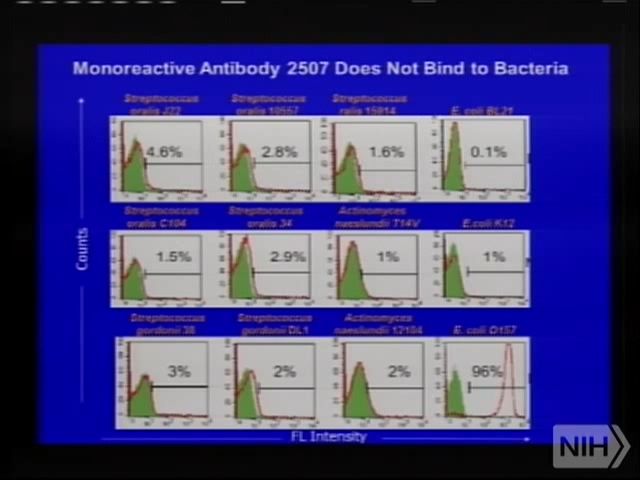 Monoreactive Antibody 2507 Does Not Bind to Bacteria
Streptococcus
oralis J22
Streptococcus
oralis 10557
Streptococcus
ralis 15914
E. coli BL21
4.6%
2.8%
1.6%
0.1%
Streptococcus
oralis C104
Streptococcus
oralis 34
Actinomyces
naeslundii T14V
E.coli K12
1.5%
2.9%
1%
1%
Streptococcus
gordonii 38
Streptococcus
gordonii DL1
Actinomyces
naeslundii 12104
E. coli O157
3%
2%
2%
96%
Counts
FL Intensity
NIH